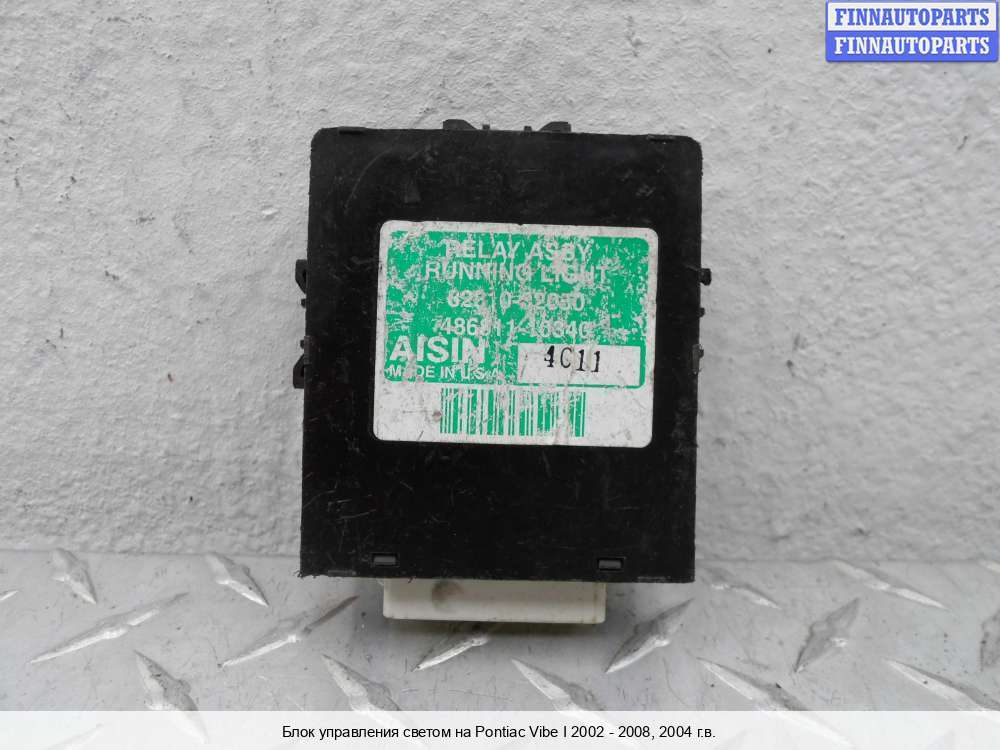 FINNAUTOPARTS
FINNAUTOPARTS
RELAY ASSY
RUNNING LIGHT
AISIN
4C11
MADE IN U.S.A.
Блок управления светом на Pontiac Vibe I 2002 - 2008, 2004 г.в.